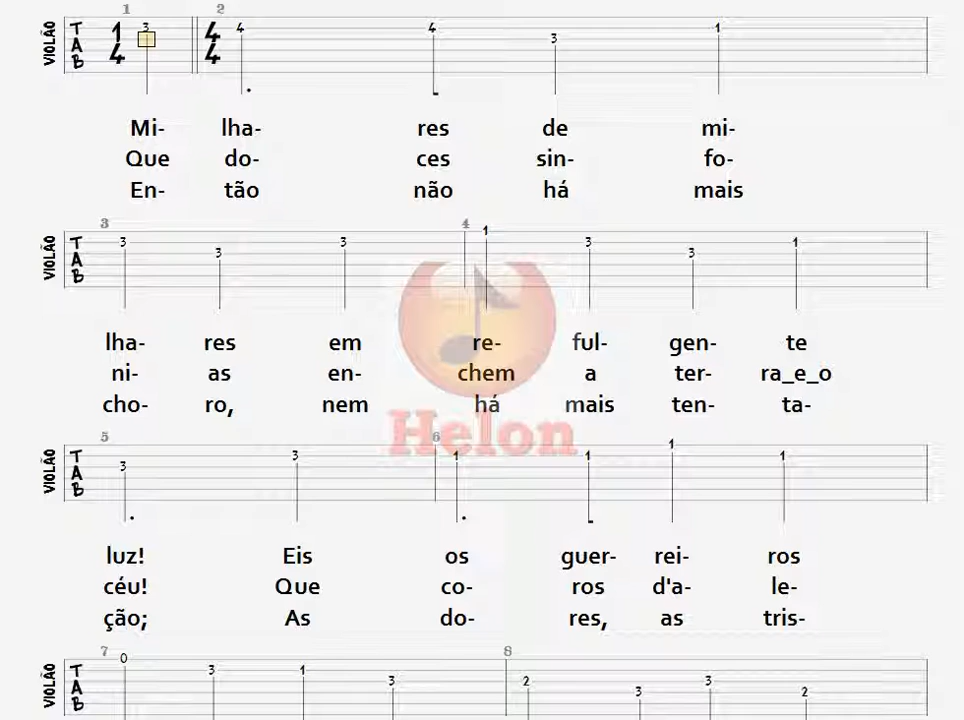 1 2
VIOLÃO TAB 1/4 3 4/4 4 4 3 1
Mi- lha- res de mi-
Que do- ces sin- fo-
En- tão não há mais
3 4
VIOLÃO TAB 3 3 3 1 3 3 1
lha- res em re- ful- gen- te
ni- as en- chem a ter- ra_e_o
cho- ro, nem há mais ten- ta-
Helon
5 6
VIOLÃO TAB 3 3 1 1 1 1
luz! Eis os guer- rei- ros
céu! Que co- ros d'a- le-
ção; As do- res, as tris-
7 8
VIOLÃO TAB 0 3 1 3 2 3 3 2